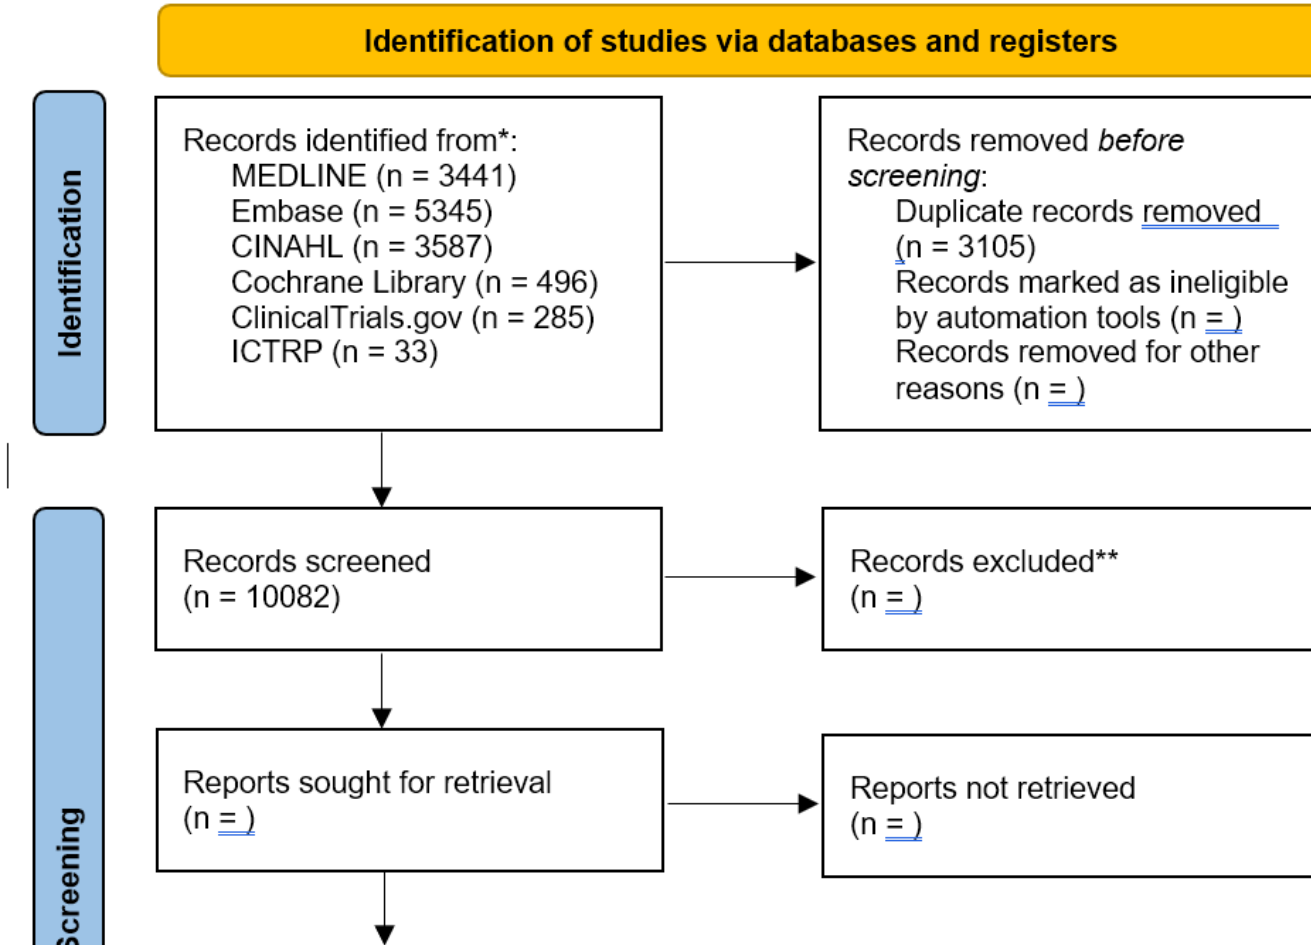 Identification of studies via databases and registers
Identification
Records identified from*:
MEDLINE (n = 3441)
Embase (n = 5345)
CINAHL (n = 3587)
Cochrane Library (n = 496)
ClinicalTrials.gov (n = 285)
ICTRP (n = 33)
Records removed before
screening:
Duplicate records removed
(n = 3105)
Records marked as ineligible
by automation tools (n = )
Records removed for other
reasons (n = )
Screening
Records screened
(n = 10082)
Records excluded**
(n = )
Reports sought for retrieval
(n = )
Reports not retrieved
(n = )